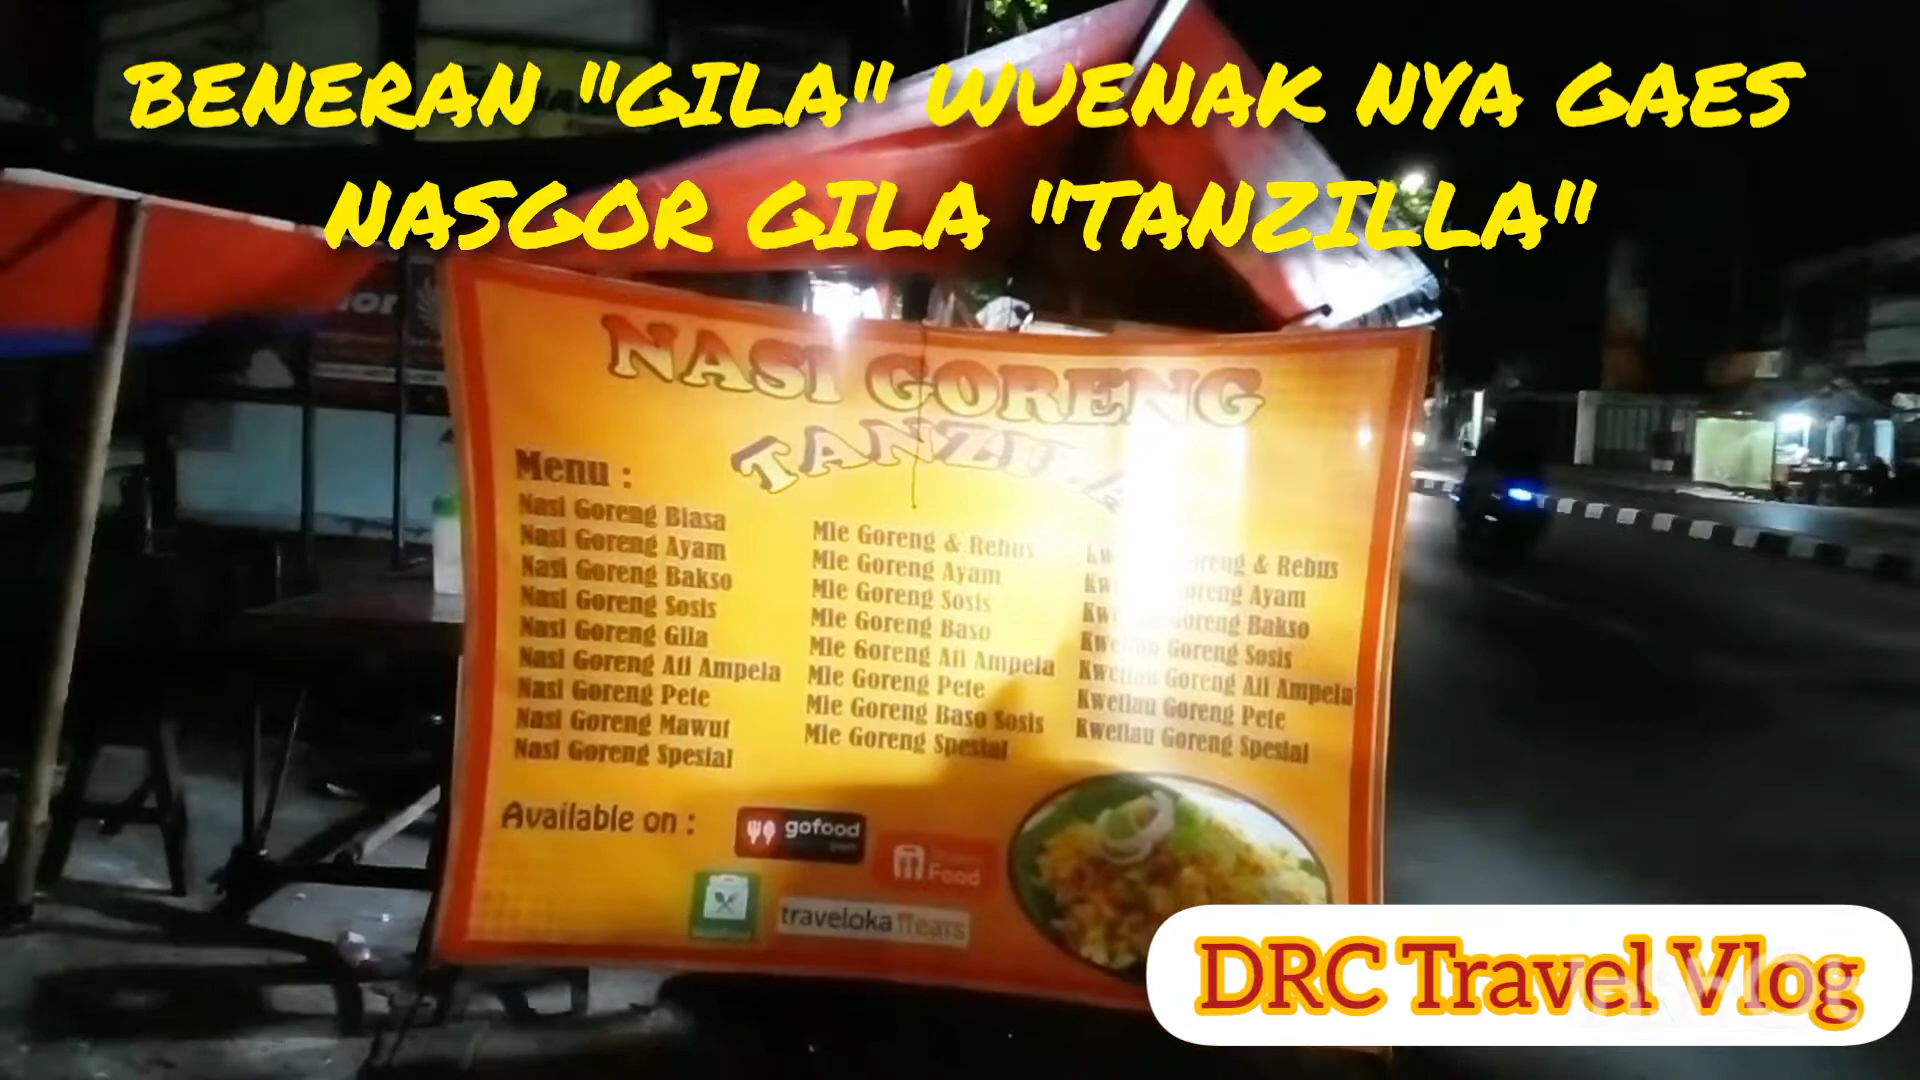 BENERAN "GILA" WUENAK NYA GAES
NASGOR GILA "TANZILLA"
NASI GORENG
TANZILLA
Menu :
Nasi Goreng Biasa
Nasi Goreng Ayam
Nasi Goreng Bakso
Nasi Goreng Sosis
Nasi Goreng Gila
Nasi Goreng Ati Ampela
Nasi Goreng Pete
Nasi Goreng Mawut
Nasi Goreng Spesial
Mie Goreng & Rebus
Mie Goreng Ayam
Mie Goreng Sosis
Mie Goreng Baso
Mie Goreng Ati Ampela
Mie Goreng Pete
Mie Goreng Baso Sosis
Mie Goreng Spesial
Goreng & Rebus
Goreng Ayam
Goreng Bakso
Kwetiau Goreng Sosis
Kwetiau Goreng Ati Ampela
Kwetiau Goreng Pete
Kwetiau Goreng Spesial
Available on :
gofood
Food
traveloka eats
DRC Travel Vlog